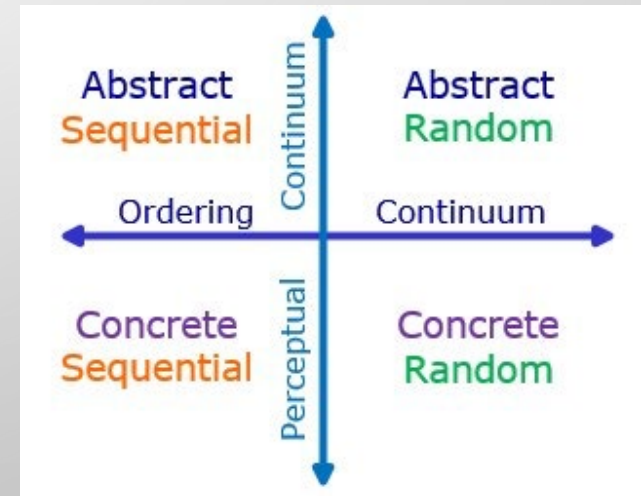 Abstract
Sequential
Abstract
Random
Ordering Continuum
Perceptual Continuum
Concrete
Sequential
Concrete
Random